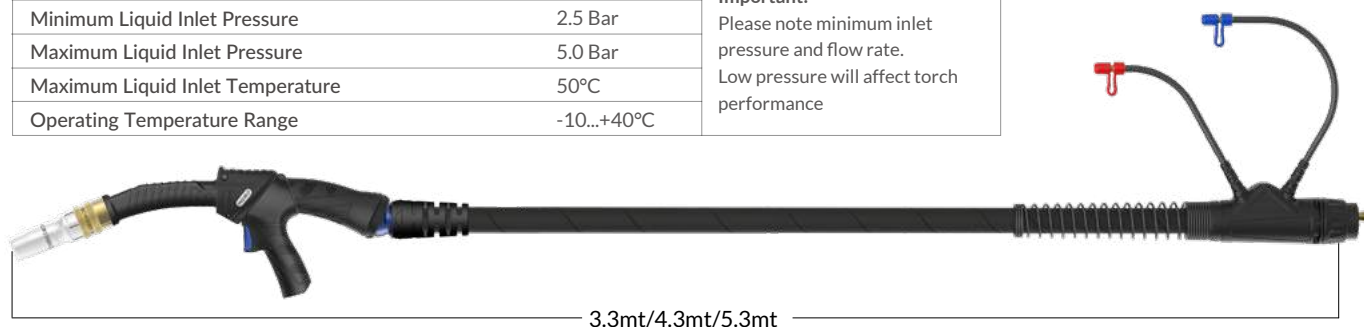 Important:
Minimum Liquid Inlet Pressure 2.5 Bar
Maximum Liquid Inlet Pressure 5.0 Bar
Maximum Liquid Inlet Temperature 50°C
Operating Temperature Range -10...+40°C
Please note minimum inlet
pressure and flow rate.
Low pressure will affect torch
performance
3.3mt/4.3mt/5.3mt